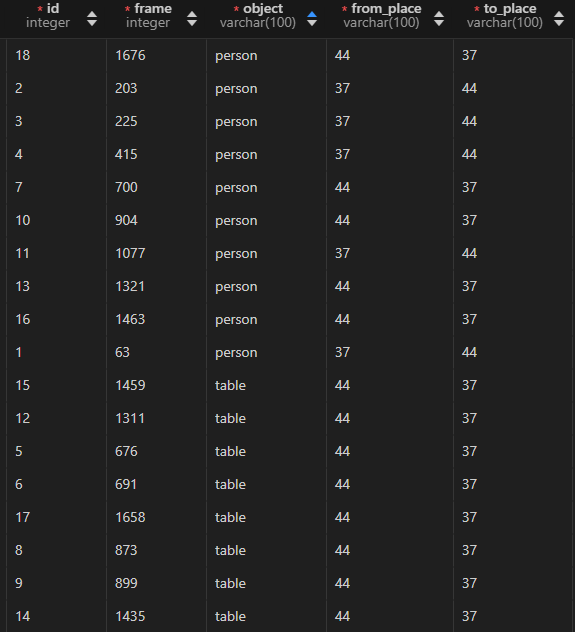 * id * frame * object * from_place * to_place
integer integer varchar(100) varchar(100) varchar(100)
18 1676 person 44 37
2 203 person 37 44
3 225 person 37 44
4 415 person 37 44
7 700 person 44 37
10 904 person 44 37
11 1077 person 37 44
13 1321 person 44 37
16 1463 person 44 37
1 63 person 37 44
15 1459 table 44 37
12 1311 table 44 37
5 676 table 44 37
6 691 table 44 37
17 1658 table 44 37
8 873 table 44 37
9 899 table 44 37
14 1435 table 44 37